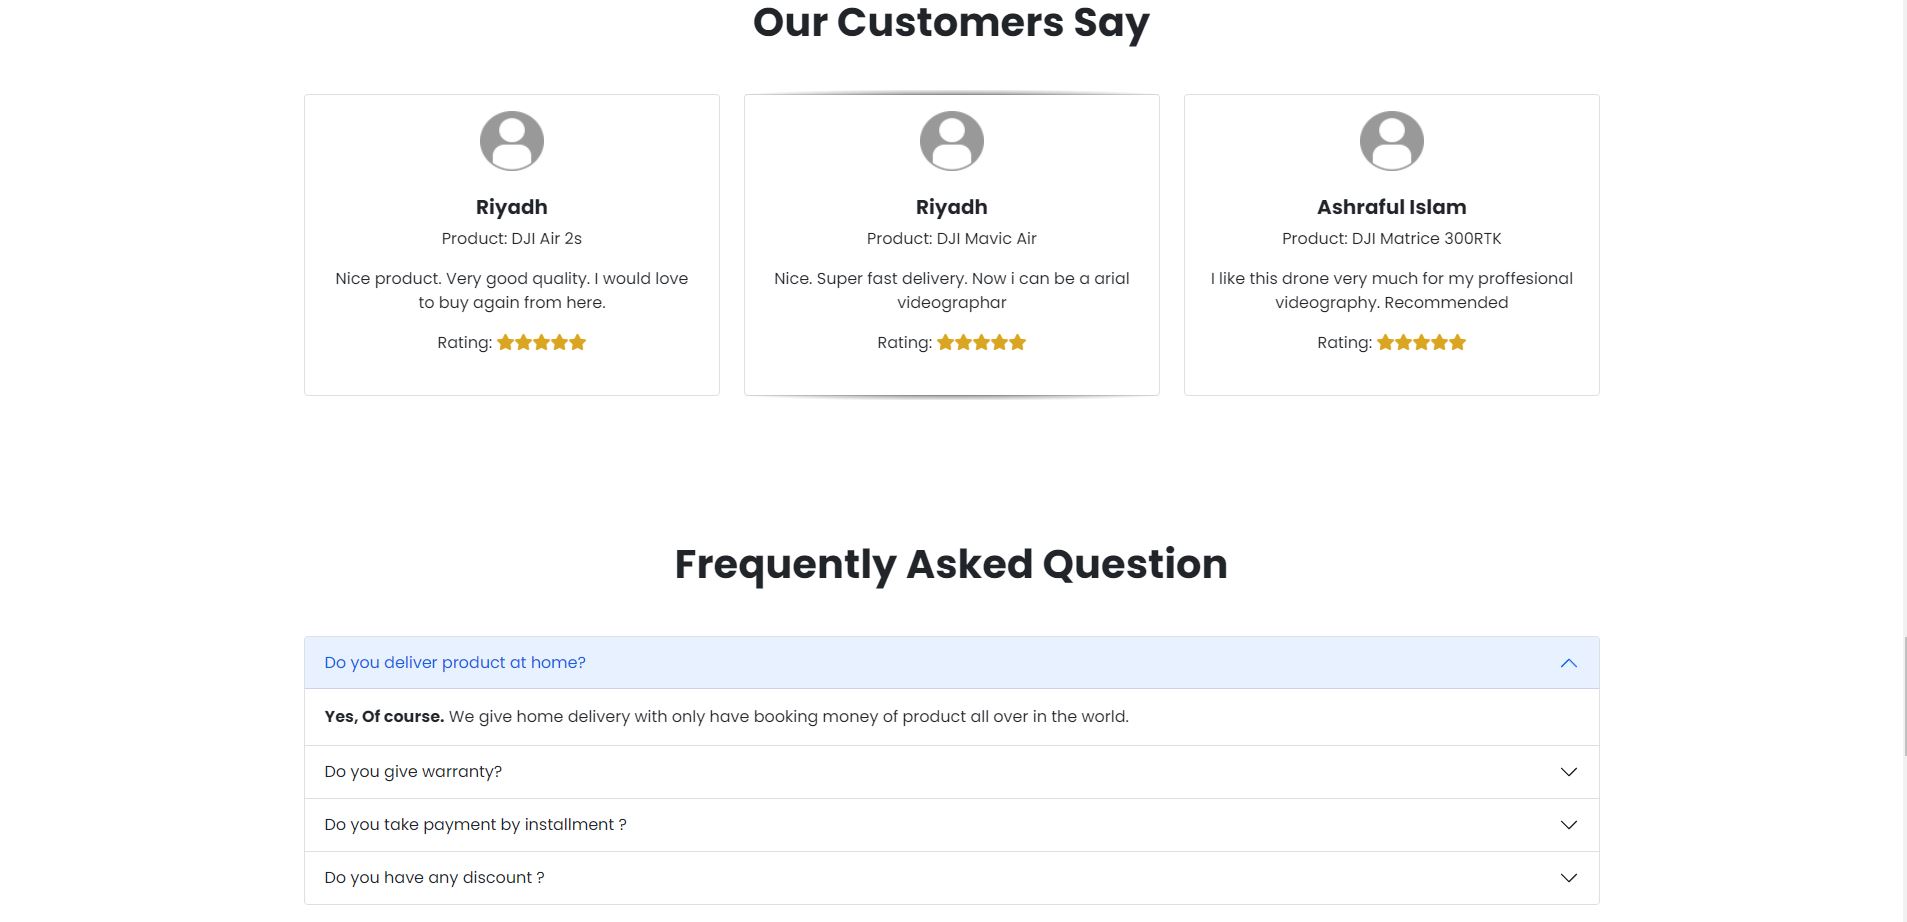 Our Customers Say
Riyadh
Product: DJI Air 2s
Nice product. Very good quality. I would love
to buy again from here.
Rating:
Riyadh
Product: DJI Mavic Air
Nice. Super fast delivery. Now i can be a arial
videographar
Rating:
Ashraful Islam
Product: DJI Matrice 300RTK
I like this drone very much for my proffesional
videography. Recommended
Rating:
Frequently Asked Question
Do you deliver product at home?
Yes, Of course. We give home delivery with only have booking money of product all over in the world.
Do you give warranty?
Do you take payment by installment ?
Do you have any discount ?